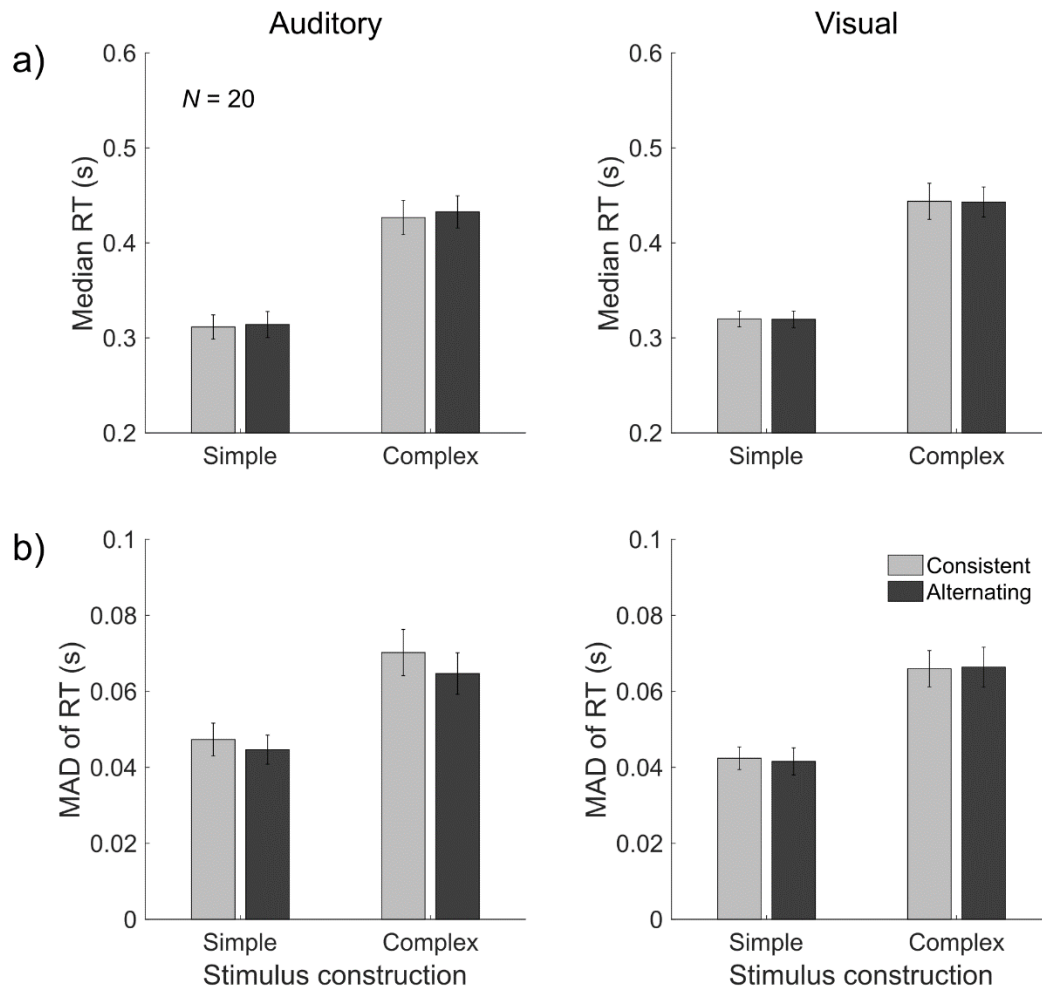 Auditory
Visual
a)
N = 20
Median RT (s)
0.6
0.5
0.4
0.3
0.2
Simple Complex
Median RT (s)
0.6
0.5
0.4
0.3
0.2
Simple Complex
b)
MAD of RT (s)
0.1
0.08
0.06
0.04
0.02
0
Simple Complex
Stimulus construction
MAD of RT (s)
0.1
0.08
0.06
0.04
0.02
0
Consistent
Alternating
Simple Complex
Stimulus construction